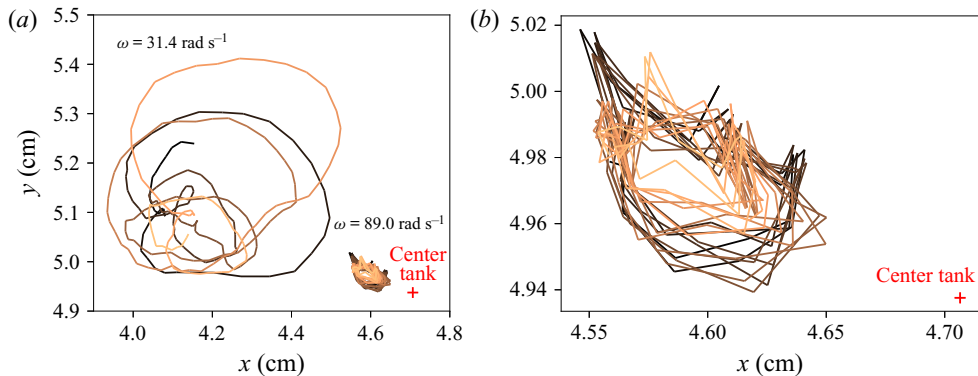 (a)
5.5
5.4
5.3
5.2
5.1
5.0
4.9
y (cm)
ω = 31.4 rad s⁻¹
ω = 89.0 rad s⁻¹
Center
tank
4.0 4.2 4.4 4.6 4.8
x (cm)
(b)
5.02
5.00
4.98
4.96
4.94
Center tank
4.55 4.60 4.65 4.70
x (cm)